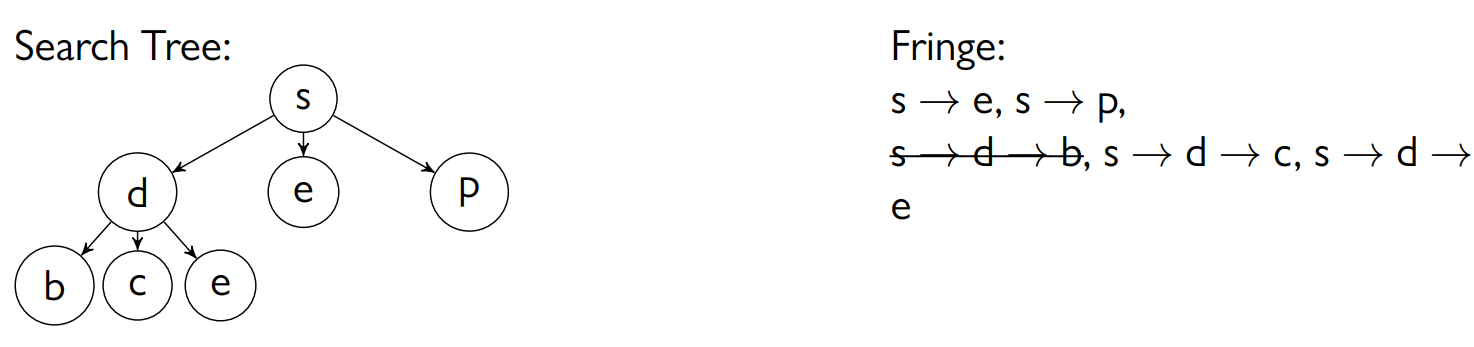 Search Tree:
s
d e p
b c e
Fringe:
s → e, s → p,
s → d → b, s → d → c, s → d →
e